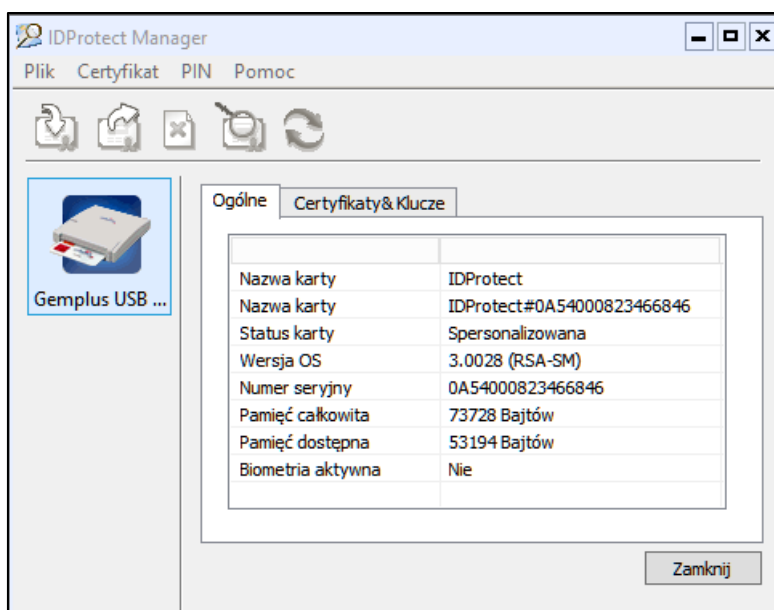 IDProtect Manager
Plik Certyfikat PIN Pomoc
Gemplus USB ...
Ogólne Certyfikaty& Klucze
Nazwa karty IDProtect
Nazwa karty IDProtect#0A54000823466846
Status karty Spersonalizowana
Wersja OS 3.0028 (RSA-SM)
Numer seryjny 0A54000823466846
Pamięć całkowita 73728 Bajtów
Pamięć dostępna 53194 Bajtów
Biometria aktywna Nie
Zamknij